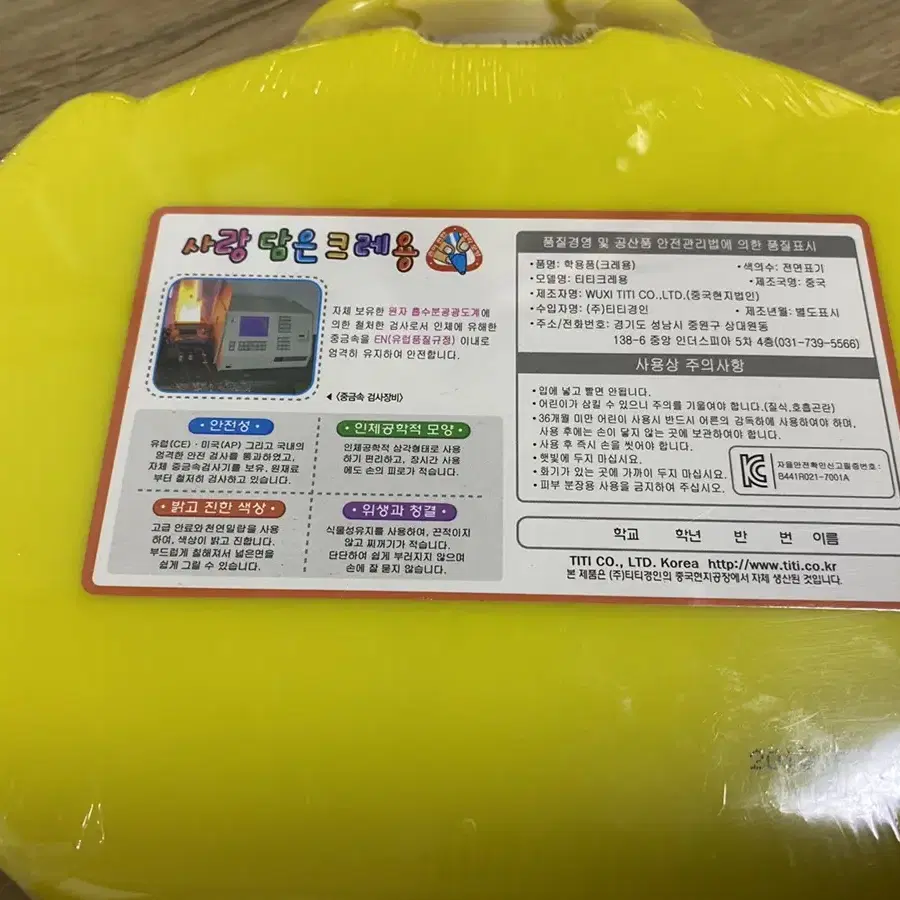 사랑 담은 크레용
자체 보유한 원자 흡수분광광도계에
의한 철처한 검사로서 인체에 유해한
중금속을 EN(유럽품질규정) 이내로
엄격히 유지하여 안전합니다.
◀ 〈중금속 검사장비〉
• 안전성 •
유럽(CE)·미국(AP) 그리고 국내의
엄격한 안전 검사를 통과하였고,
자체 중금속검사기를 보유, 원재료
부터 철저히 검사하고 있습니다.
• 인체공학적 모양 •
인체공학적 삼각형태로 사용
하기 편리하고, 장시간 사용
에도 손의 피로가 적습니다.
• 밝고 진한 색상 •
고급 안료와 천연밀랍을 사용
하여, 색상이 밝고 진합니다.
부드럽게 칠해져서 넓은면을
쉽게 그릴 수 있습니다.
• 위생과 청결 •
식물성유지를 사용하여, 끈적이지
않고 찌꺼기가 적습니다.
단단하여 쉽게 부러지지 않으며
손에 잘 묻지 않습니다.
품질경영 및 공산품 안전관리법에 의한 품질표시
•품명: 학용품(크레용) •색의수: 전면표기
•모델명: 티티크레용 •제조국명: 중국
•제조자명: WUXI TITI CO.,LTD.(중국현지법인)
•수입자명: (주)티티경인 •제조년월: 별도표시
•주소/전화번호: 경기도 성남시 중원구 상대원동
138-6 중앙 인더스피아 5차 4층(031-739-5566)
사용상 주의사항
•입에 넣고 빨면 안됩니다.
•어린이가 삼킬 수 있으니 주의를 기울여야 합니다.(질식,호흡곤란)
•36개월 미만 어린이 사용시 반드시 어른의 감독하에 사용하여야 하며,
사용 후에는 손이 닿지 않는 곳에 보관하여야 합니다.
•사용 후 즉시 손을 씻어야 합니다.
•햇빛에 두지 마십시요.
•화기가 있는 곳에 가까이 두지 마십시요.
•피부 분장용 사용을 금지하여 주십시오.
자율안전확인신고필증번호:
B441R021-7001A
학교 학년 반 번 이름
TITI CO., LTD. Korea http://www.titi.co.kr
본 제품은 (주)티티경인의 중국현지공장에서 자체 생산된 것입니다.